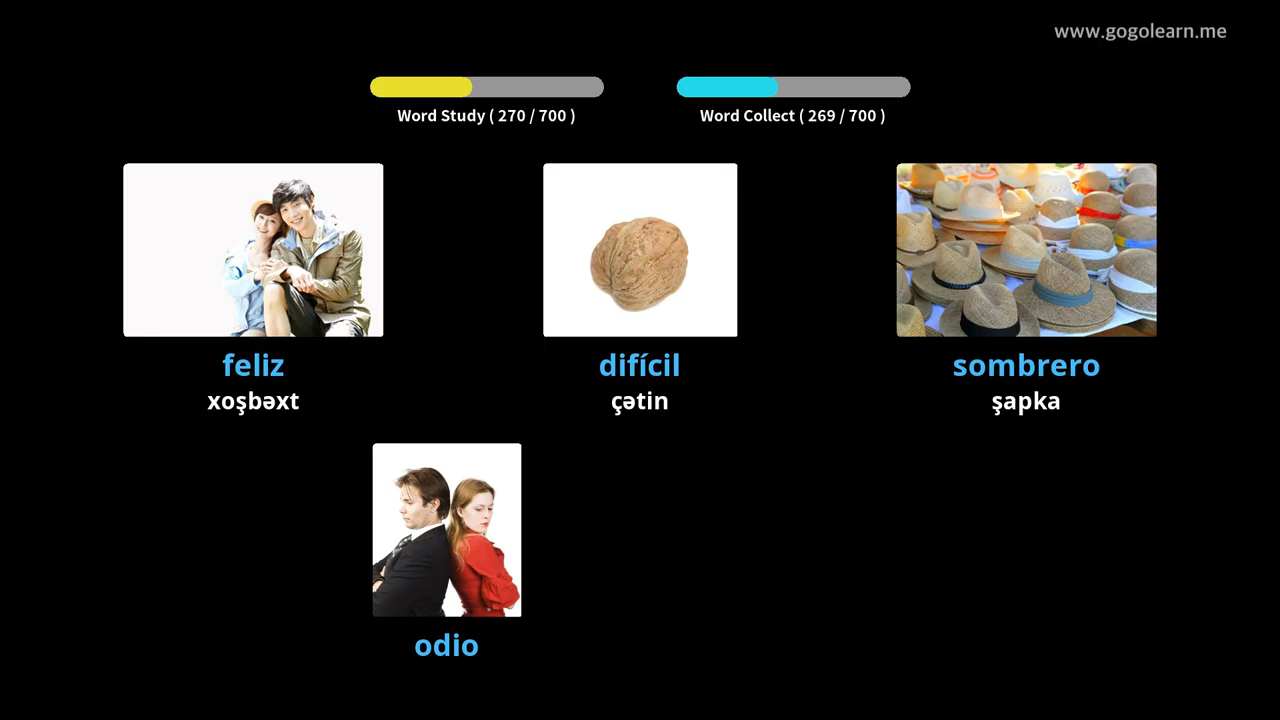 www.gogolearn.me
Word Study ( 270 / 700 )
Word Collect ( 269 / 700 )
feliz
xoşbəxt
difícil
çətin
sombrero
şapka
odio